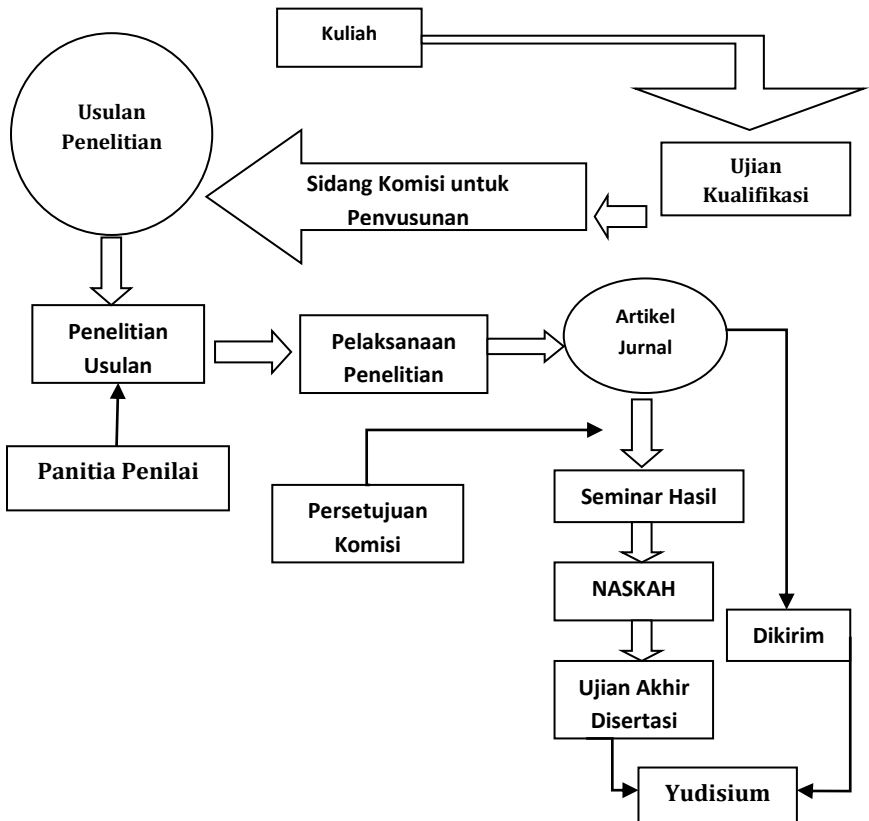 Kuliah
Usulan
Penelitian
Ujian
Kualifikasi
Sidang Komisi untuk
Penvusunan
Penelitian
Usulan
Pelaksanaan
Penelitian
Artikel
Jurnal
Panitia Penilai
Persetujuan
Komisi
Seminar Hasil
NASKAH
Dikirim
Ujian Akhir
Disertasi
Yudisium